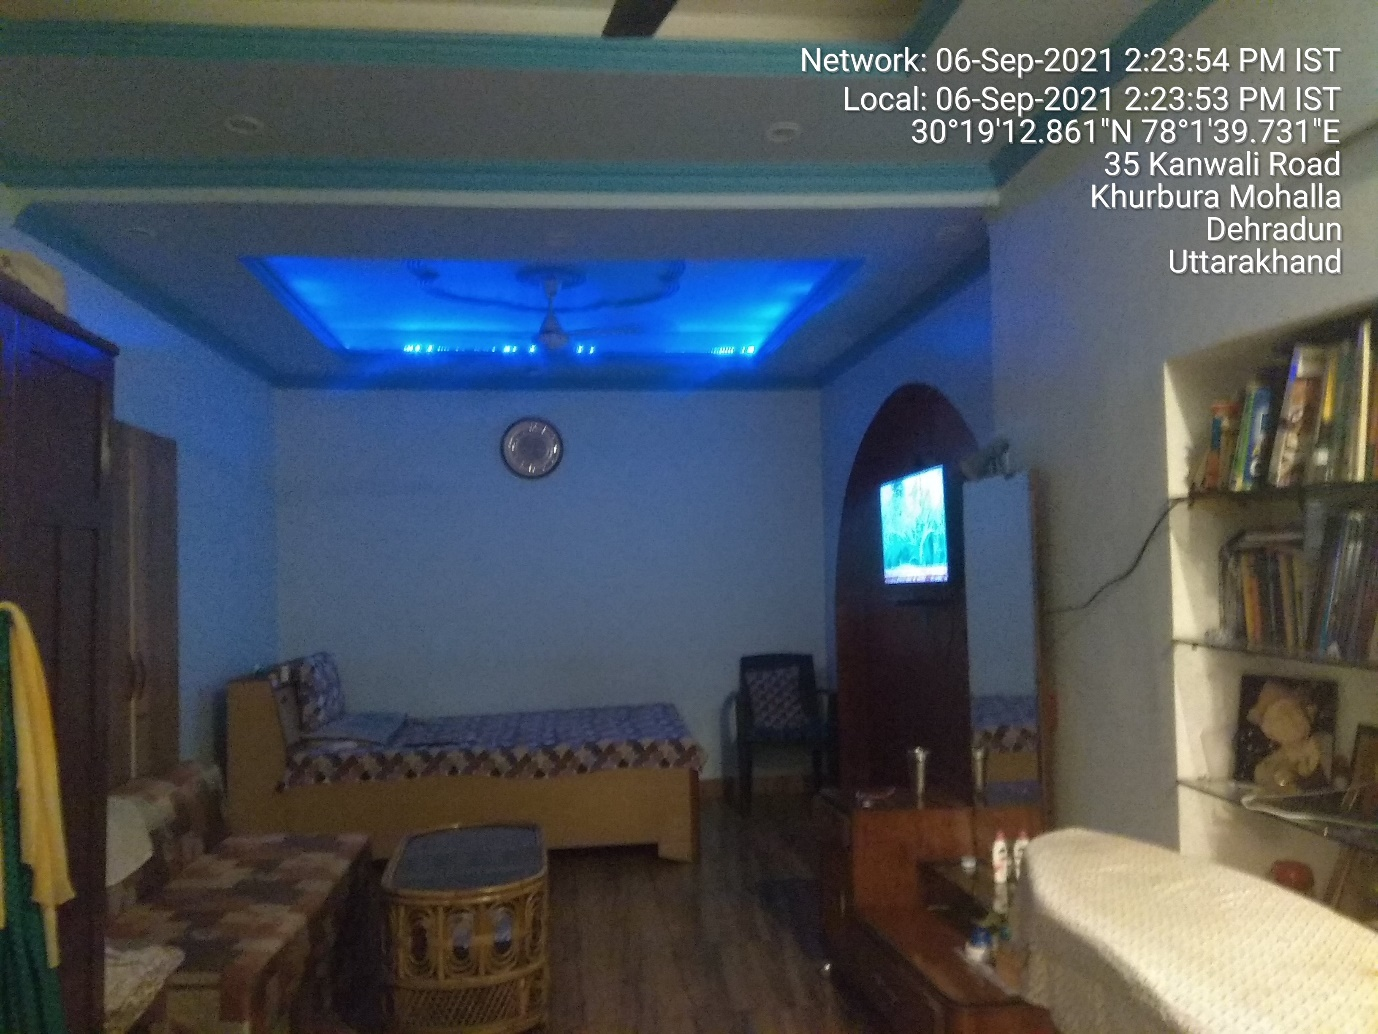 Network: 06-Sep-2021 2:23:54 PM IST
Local: 06-Sep-2021 2:23:53 PM IST
30°19'12.861"N 78°1'39.731"E
35 Kanwali Road
Khurbura Mohalla
Dehradun
Uttarakhand